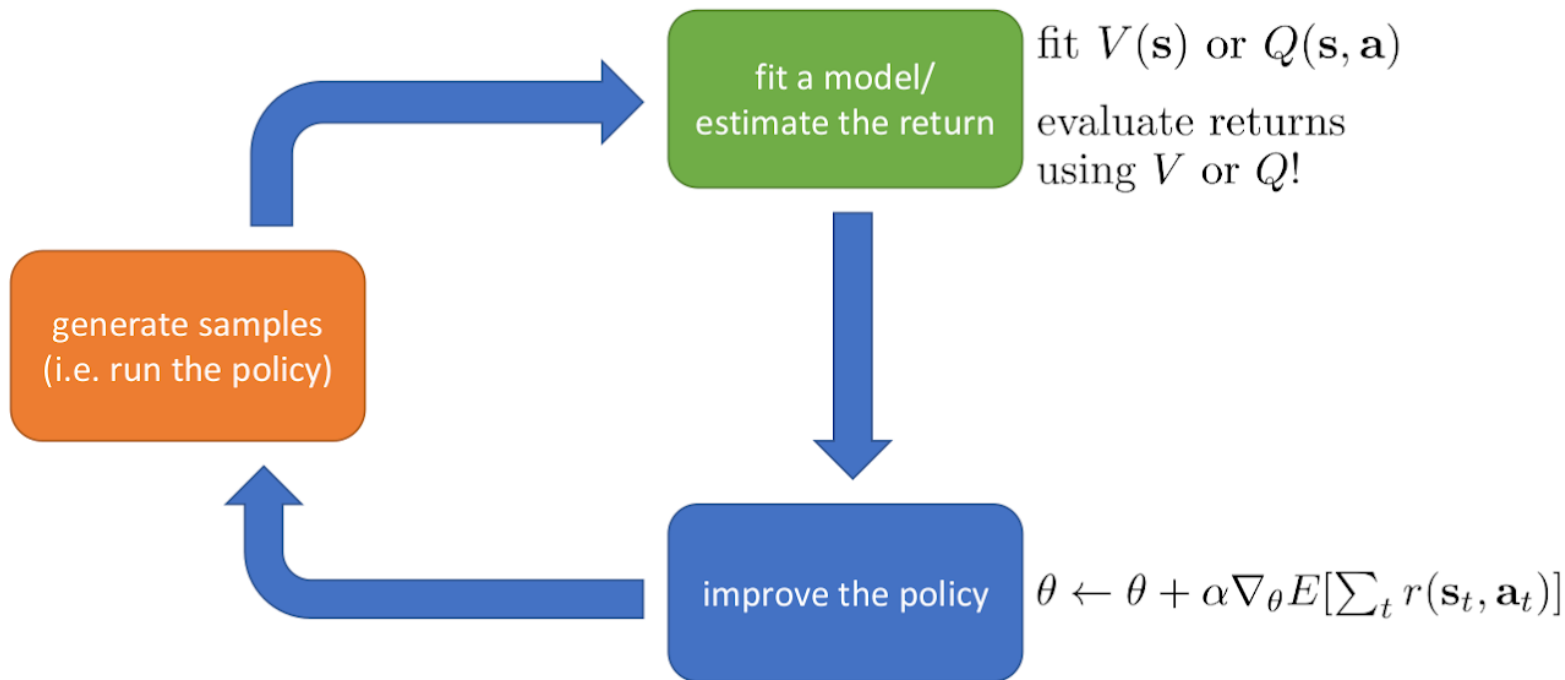 fit a model/
estimate the return
fit V(s) or Q(s, a)
evaluate returns
using V or Q!
generate samples
(i.e. run the policy)
improve the policy
θ ← θ + α∇θE[∑t r(st, at)]